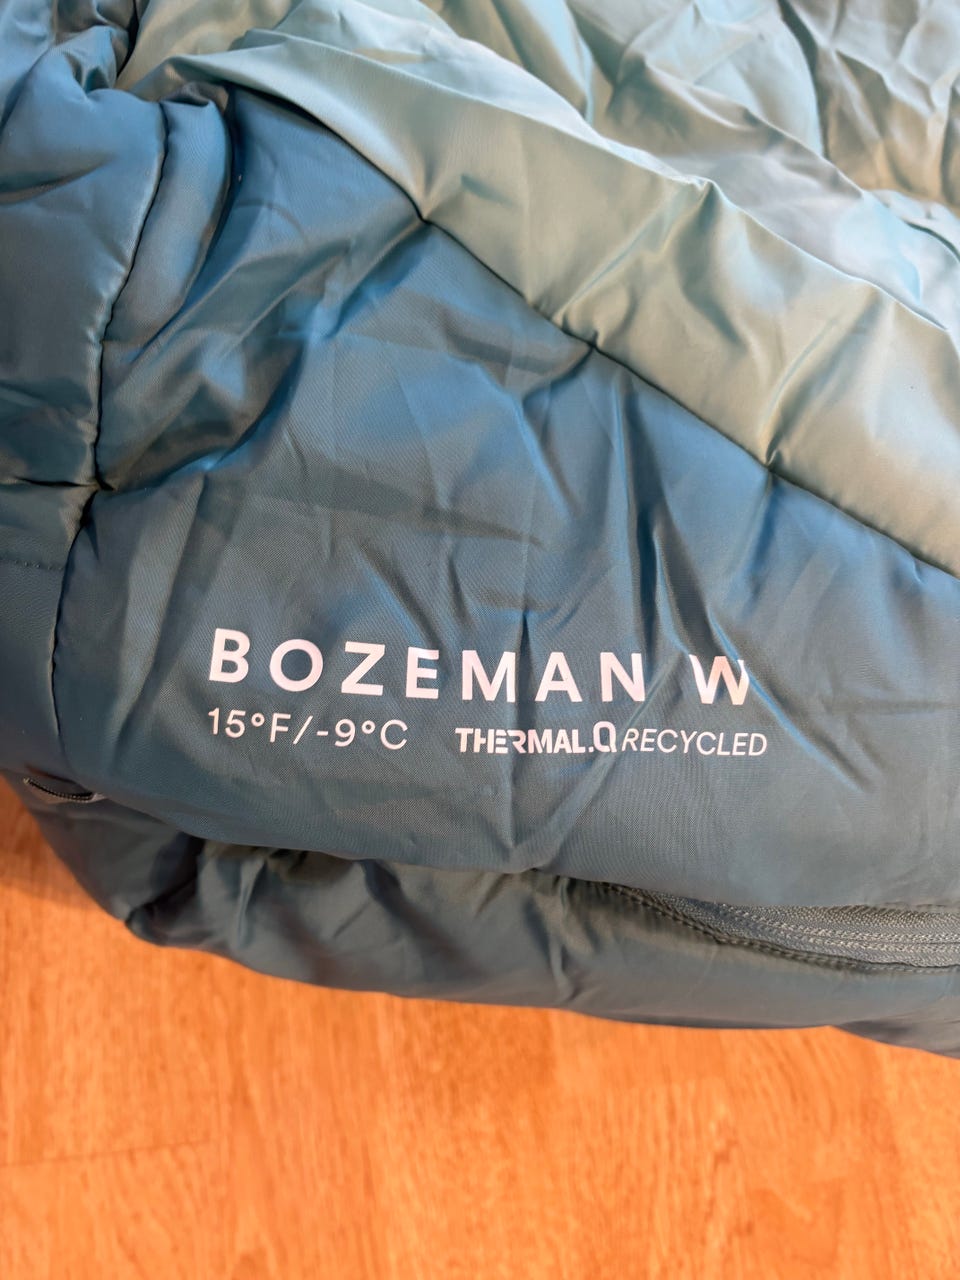 BOZEMAN W
15°F/-9°C THERMAL.Q RECYCLED